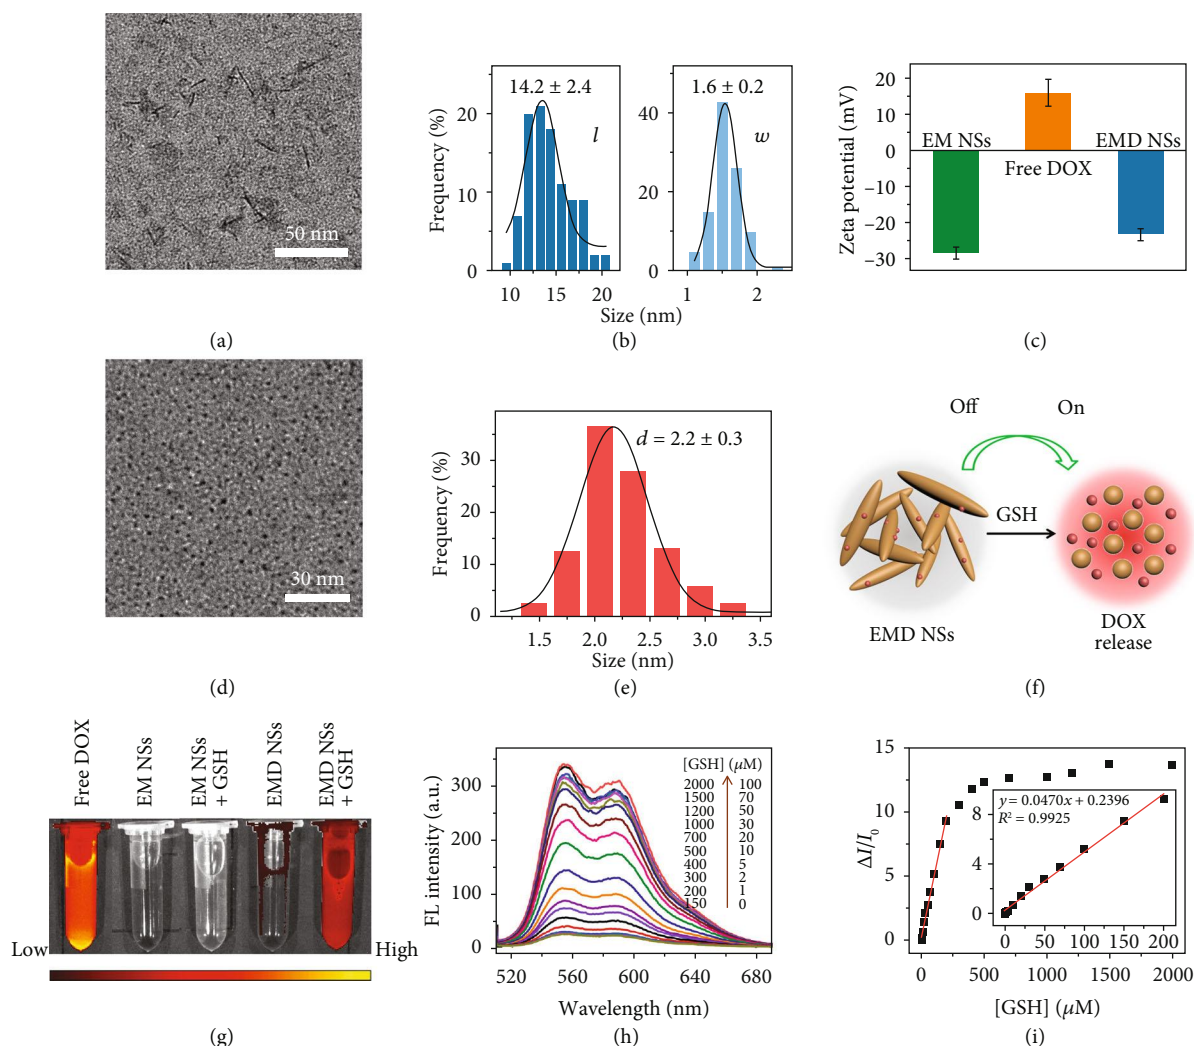 50 nm
(a)
14.2 ± 2.4
l
1.6 ± 0.2
w
Frequency (%)
20
10
0
40
20
0
10 15 20
1 2
Size (nm)
(b)
Zeta potential (mV)
20
10
0
−10
−20
−30
EM NSs
Free DOX
EMD NSs
(c)
30 nm
(d)
d = 2.2 ± 0.3
Frequency (%)
30
20
10
0
1.5 2.0 2.5 3.0 3.5
Size (nm)
(e)
Off On
GSH
EMD NSs
DOX
release
(f)
Free DOX
EM NSs
EM NSs
+ GSH
EMD NSs
EMD NSs
+ GSH
Low
High
(g)
FL intensity (a.u.)
300
200
100
0
[GSH] (μM)
2000 100
1500 70
1200 50
1000 30
700 20
500 10
400 5
300 2
200 1
150 0
520 560 600 640 680
Wavelength (nm)
(h)
ΔI/I0
15
10
5
0
y = 0.0470x + 0.2396
R² = 0.9925
8
4
0
0 50 100 150 200
0 500 1000 1500 2000
[GSH] (μM)
(i)